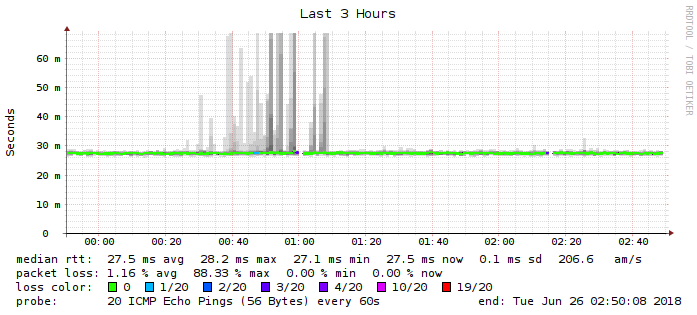 Last 3 Hours
RRDTOOL / TOBI OETIKER
Seconds
60 m
50 m
40 m
30 m
20 m
10 m
0
00:00 00:20 00:40 01:00 01:20 01:40 02:00 02:20 02:40
median rtt: 27.5 ms avg 28.2 ms max 27.1 ms min 27.5 ms now 0.1 ms sd 206.6 am/s
packet loss: 1.16 % avg 88.33 % max 0.00 % min 0.00 % now
loss color: 0 1/20 2/20 3/20 4/20 10/20 19/20
probe: 20 ICMP Echo Pings (56 Bytes) every 60s end: Tue Jun 26 02:50:08 2018